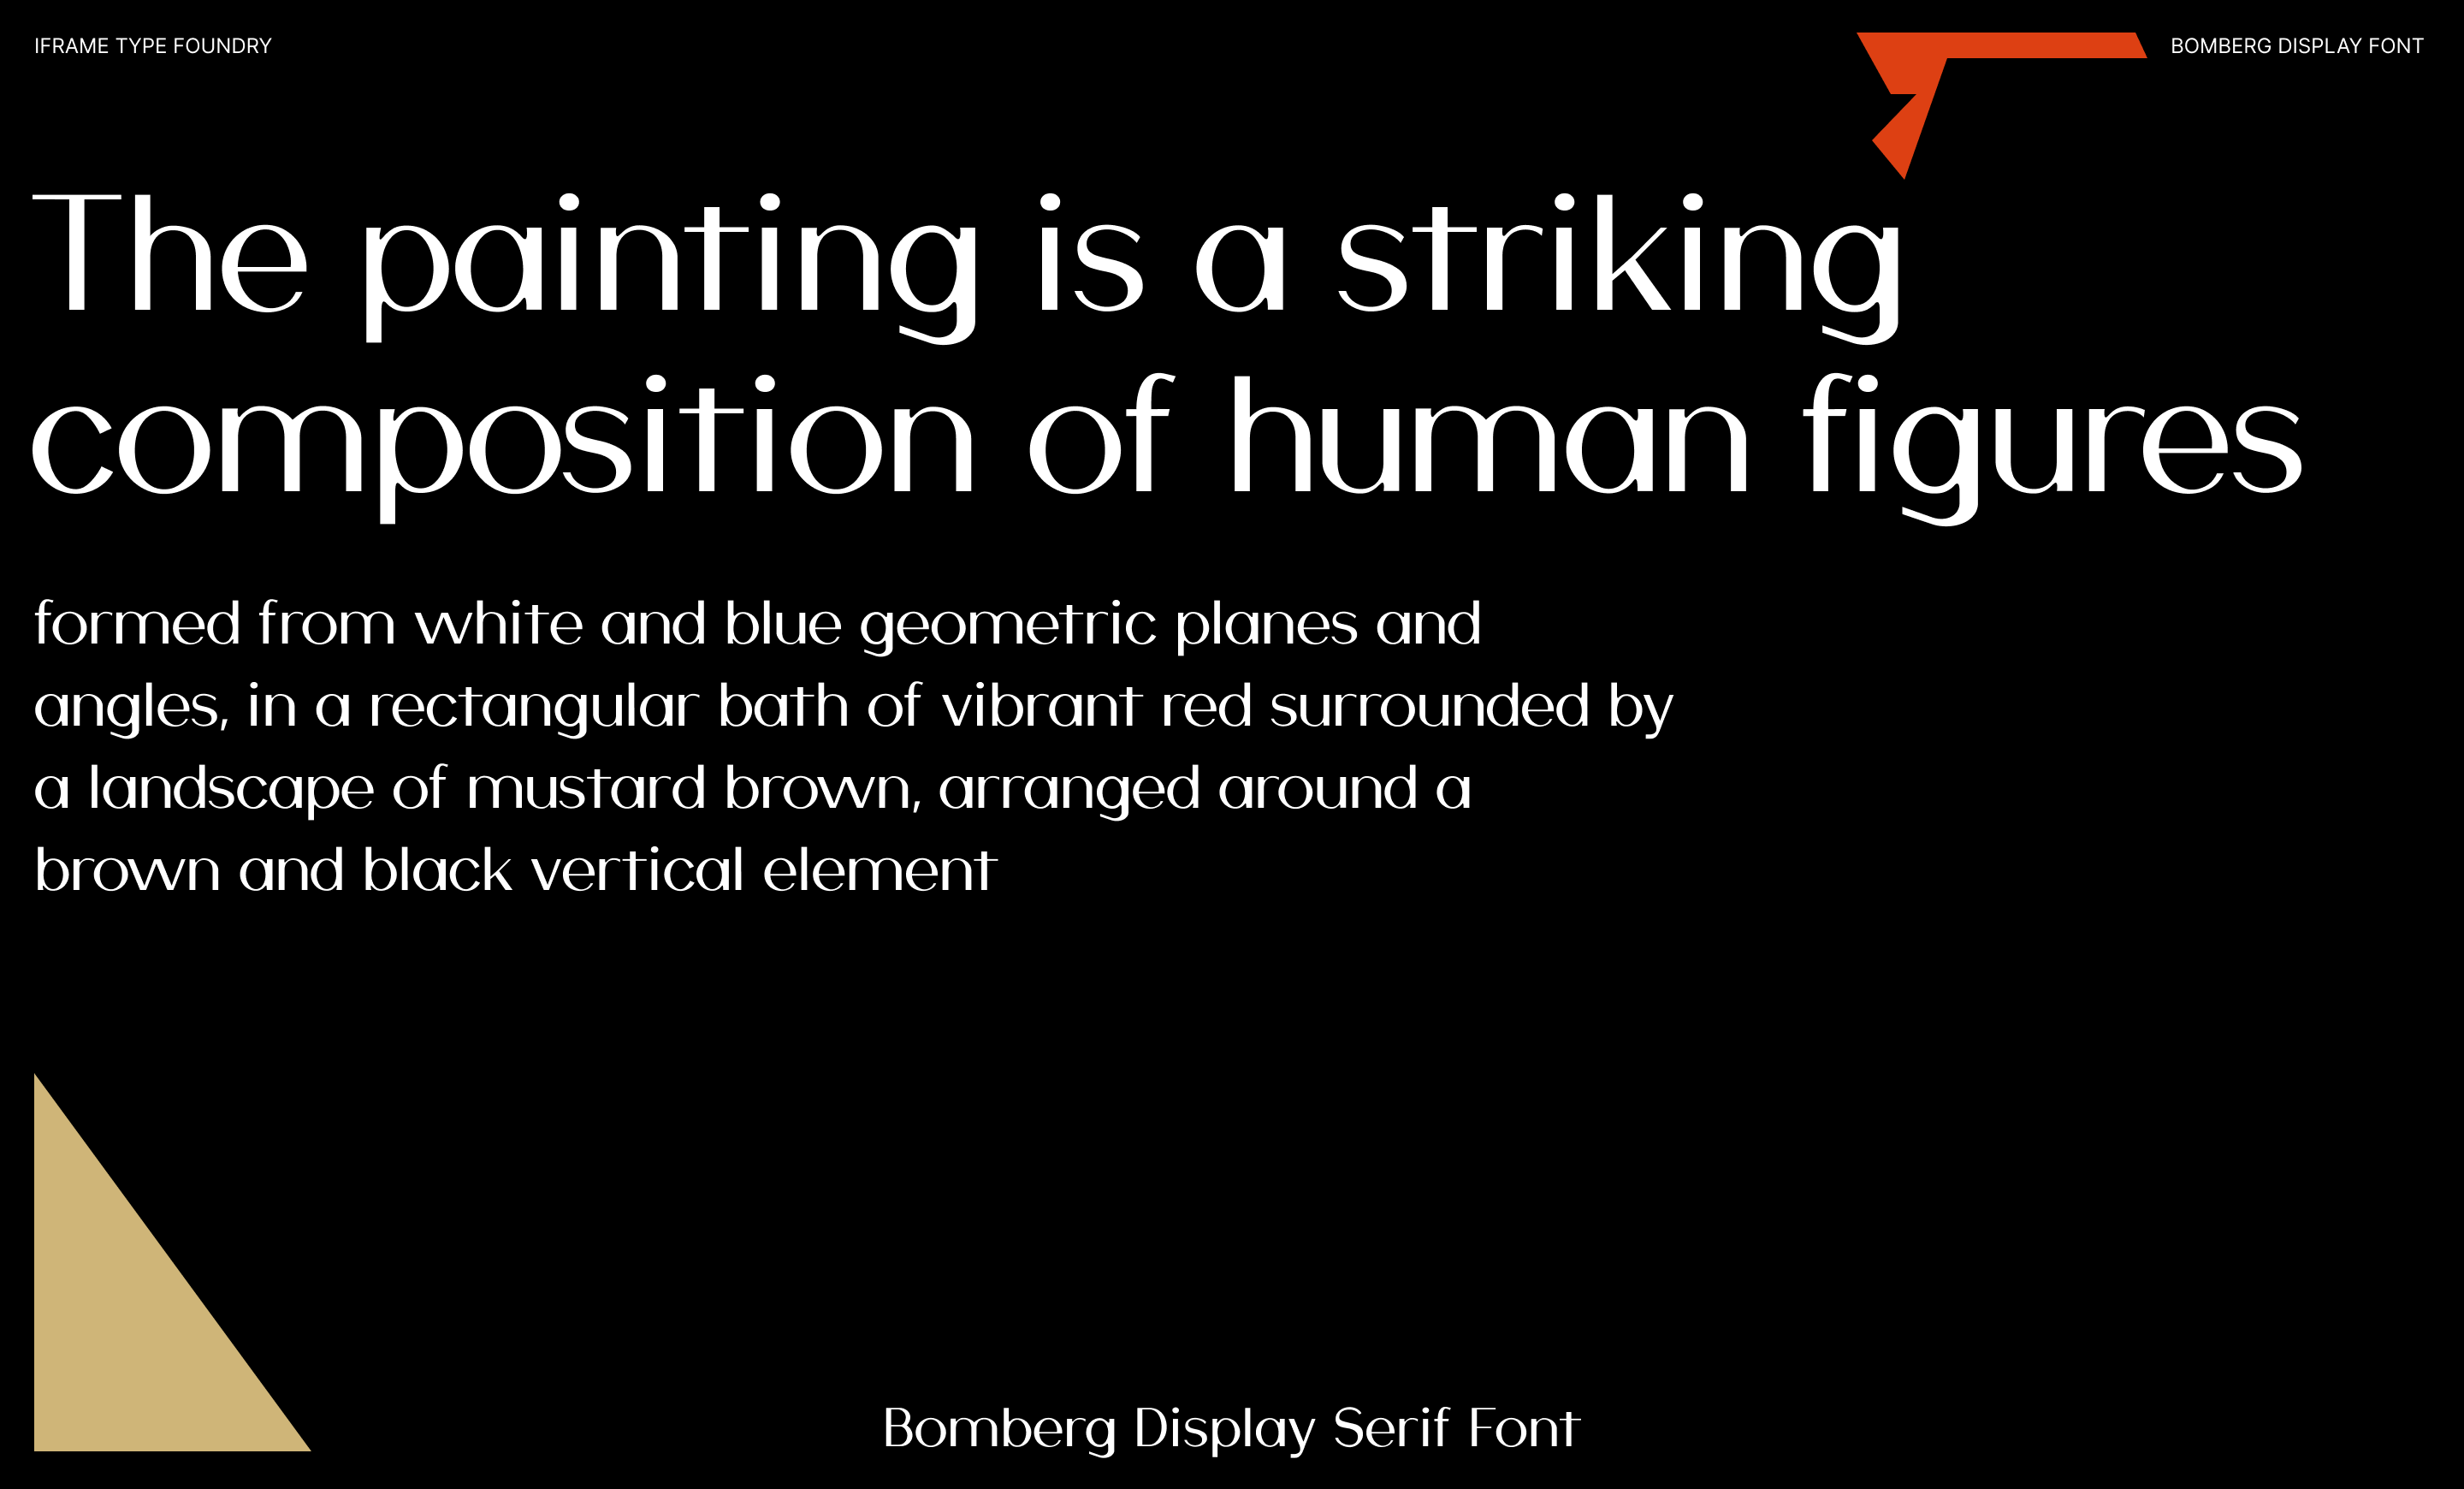 IFRAME TYPE FOUNDRY
BOMBERG DISPLAY FONT
The painting is a striking
composition of human figures
formed from white and blue geometric planes and
angles, in a rectangular bath of vibrant red surrounded by
a landscape of mustard brown, arranged around a
brown and black vertical element
Bomberg Display Serif Font